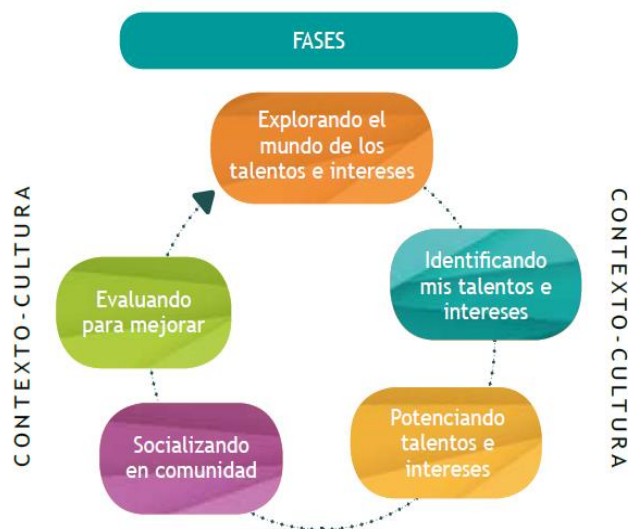 FASES
Explorando el
mundo de los
talentos e intereses
Identificando
mis talentos e
intereses
Potenciando
talentos e
intereses
Socializando
en comunidad
Evaluando
para mejorar
CONTEXTO-CULTURA
CONTEXTO-CULTURA